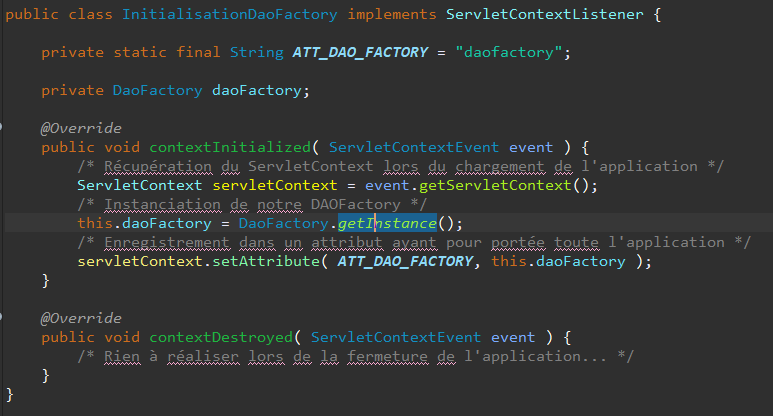 public class InitialisationDaoFactory implements ServletContextListener {
private static final String ATT_DAO_FACTORY = "daofactory";
private DaoFactory daoFactory;
@Override
public void contextInitialized( ServletContextEvent event ) {
/* Récupération du ServletContext lors du chargement de l'application */
ServletContext servletContext = event.getServletContext();
/* Instanciation de notre DAOFactory */
this.daoFactory = DaoFactory.getInstance();
/* Enregistrement dans un attribut ayant pour portée toute l'application */
servletContext.setAttribute( ATT_DAO_FACTORY, this.daoFactory );
}
@Override
public void contextDestroyed( ServletContextEvent event ) {
/* Rien à réaliser lors de la fermeture de l'application... */
}
}